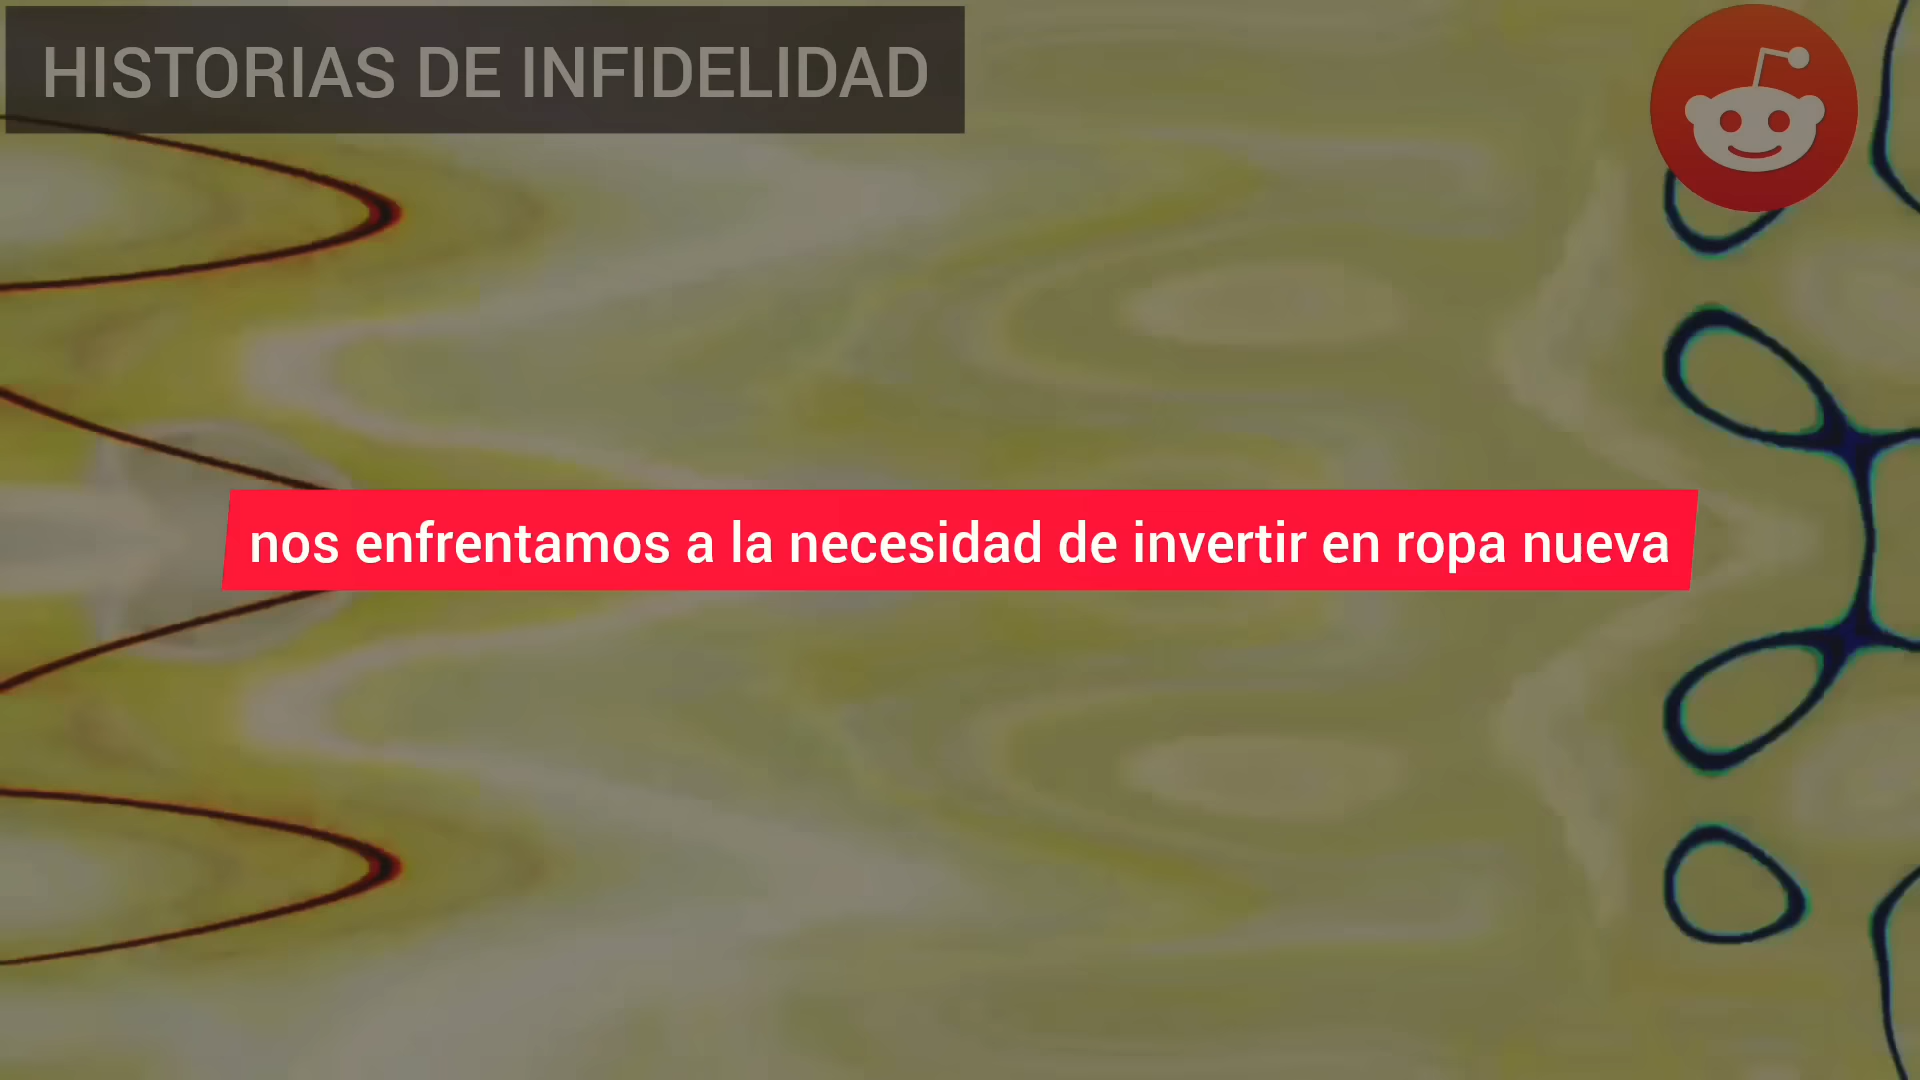 HISTORIAS DE INFIDELIDAD
nos enfrentamos a la necesidad de invertir en ropa nueva